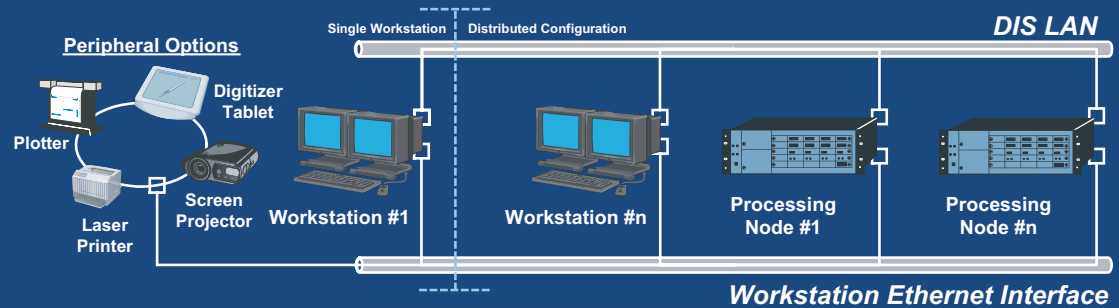 Single Workstation
Distributed Configuration
DIS LAN
Peripheral Options
Digitizer
Tablet
Plotter
Screen
Projector
Laser
Printer
Workstation #1
Workstation #n
Processing
Node #1
Processing
Node #n
Workstation Ethernet Interface